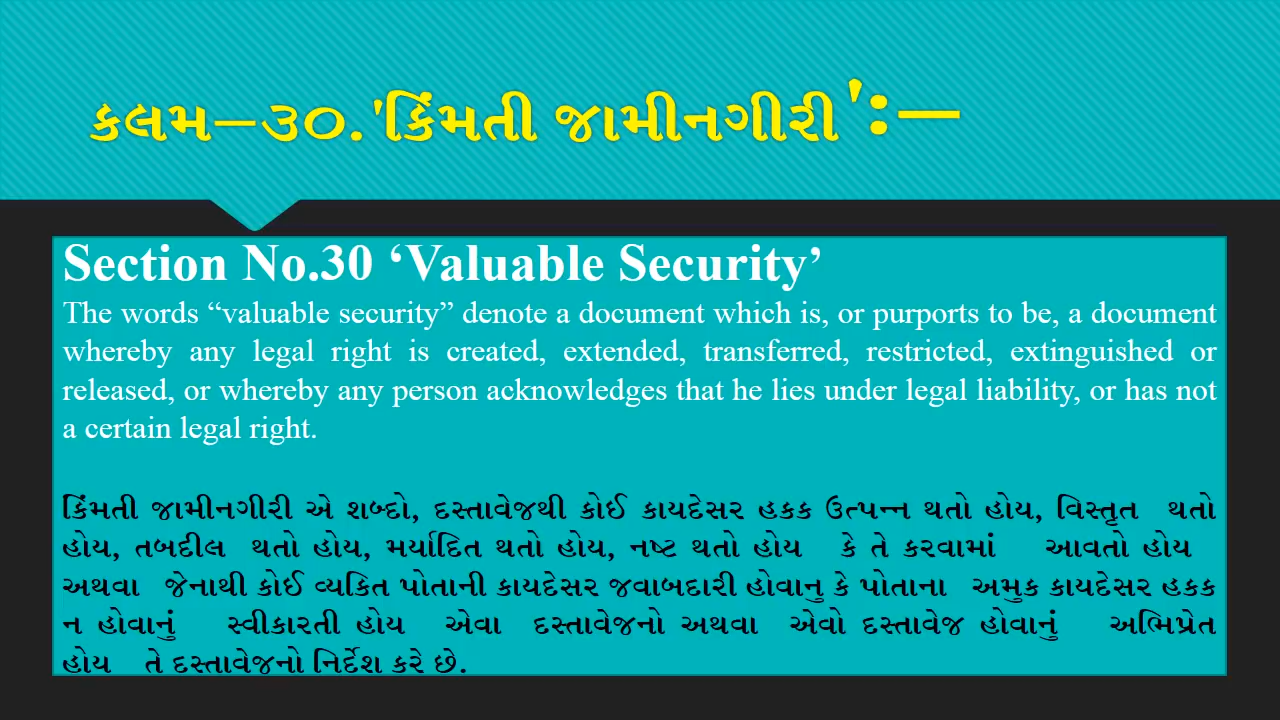 કલમ–૩૦.'કિંમતી જામીનગીરી':–
Section No.30 ‘Valuable Security’
The words “valuable security” denote a document which is, or purports to be, a document
whereby any legal right is created, extended, transferred, restricted, extinguished or
released, or whereby any person acknowledges that he lies under legal liability, or has not
a certain legal right.
કિંમતી જામીનગીરી એ શબ્દો, દસ્તાવેજથી કોઈ કાયદેસર હકક ઉત્પન્ન થતો હોય, વિસ્તૃત થતો
હોય, તબદીલ થતો હોય, મર્યાદિત થતો હોય, નષ્ટ થતો હોય કે તે કરવામાં આવતો હોય
અથવા જેનાથી કોઈ વ્યકિત પોતાની કાયદેસર જવાબદારી હોવાનુ કે પોતાના અમુક કાયદેસર હકક
ન હોવાનું સ્વીકારતી હોય એવા દસ્તાવેજનો અથવા એવો દસ્તાવેજ હોવાનું અભિપ્રેત
હોય તે દસ્તાવેજનો નિર્દેશ કરે છે.